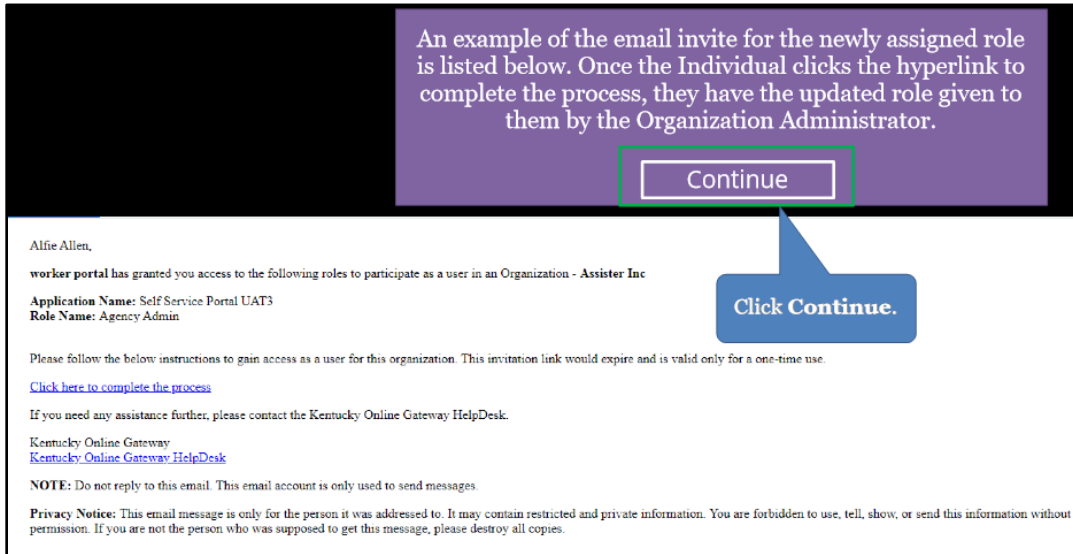 An example of the email invite for the newly assigned role
is listed below. Once the Individual clicks the hyperlink to
complete the process, they have the updated role given to
them by the Organization Administrator.
Continue
Click Continue.
Alfie Allen,
worker portal has granted you access to the following roles to participate as a user in an Organization - Assister Inc
Application Name: Self Service Portal UAT3
Role Name: Agency Admin
Please follow the below instructions to gain access as a user for this organization. This invitation link would expire and is valid only for a one-time use.
Click here to complete the process
If you need any assistance further, please contact the Kentucky Online Gateway HelpDesk.
Kentucky Online Gateway
Kentucky Online Gateway HelpDesk
NOTE: Do not reply to this email. This email account is only used to send messages.
Privacy Notice: This email message is only for the person it was addressed to. It may contain restricted and private information. You are forbidden to use, tell, show, or send this information without
permission. If you are not the person who was supposed to get this message, please destroy all copies.